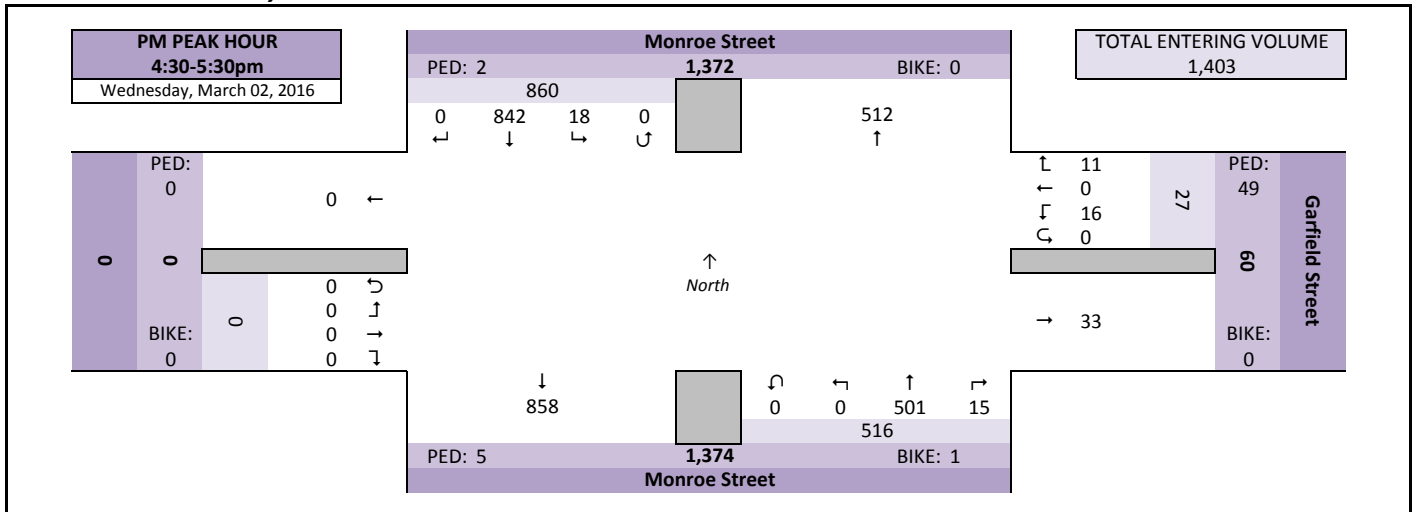 PM PEAK HOUR
4:30-5:30pm
Wednesday, March 02, 2016
Monroe Street
PED: 2 1,372 BIKE: 0
860
0 842 18 0
512
TOTAL ENTERING VOLUME
1,403
PED:
0
0
0
0
BIKE:
0
0
0
0
0
0
0
↑
North
11
0
16
0
27
PED:
49
60
Garfield Street
33
BIKE:
0
858
0 0 501 15
516
PED: 5 1,374 BIKE: 1
Monroe Street